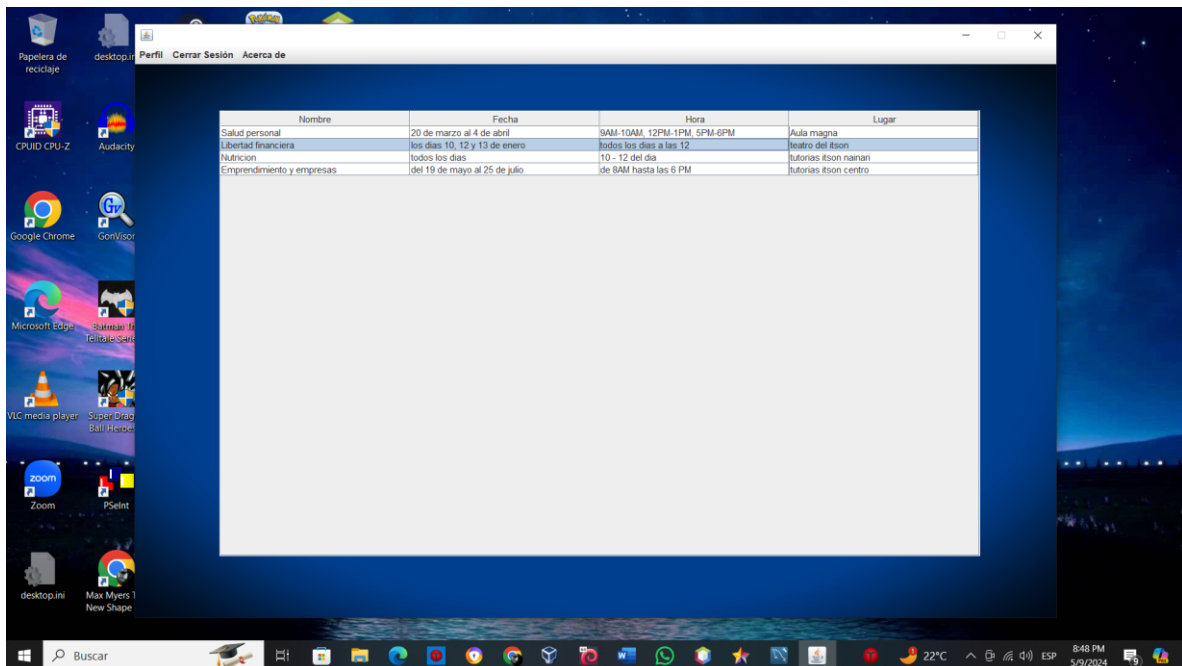 Papelera de
reciclaje
CPUID CPU-Z
Audacity
Google Chrome
Microsoft Edge
VLC media player
Zoom
PSeInt
desktop.ini
Max Myers
New Shape
Perfil Cerrar Sesión Acerca de
Nombre Fecha Hora Lugar
Salud personal 20 de marzo al 4 de abril 9AM-10AM, 12PM-1PM, 5PM-6PM Aula magna
Libertad financiera los dias 10, 12 y 13 de enero todos los dias a las 12 teatro del itson
Nutricion todos los dias 10 - 12 del dia tutorias itson nainari
Emprendimiento y empresas del 19 de mayo al 25 de julio de 8AM hasta las 6 PM tutorias itson centro
Buscar
22°C
ESP
8:48 PM
5/9/2024